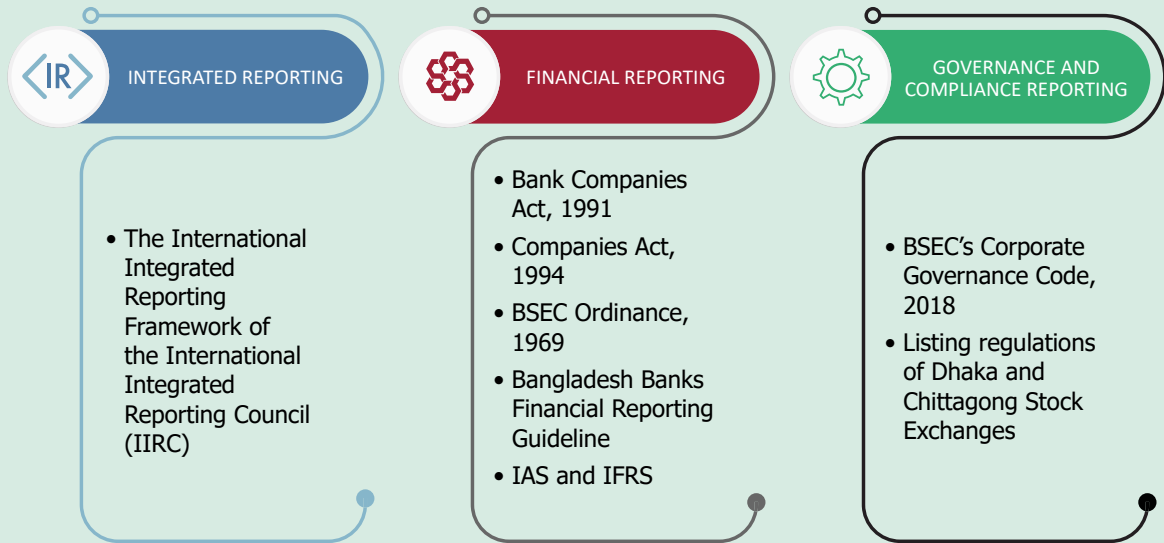 IR
INTEGRATED REPORTING
• The International
Integrated
Reporting
Framework of
the International
Integrated
Reporting Council
(IIRC)
FINANCIAL REPORTING
• Bank Companies
Act, 1991
• Companies Act,
1994
• BSEC Ordinance,
1969
• Bangladesh Banks
Financial Reporting
Guideline
• IAS and IFRS
GOVERNANCE AND
COMPLIANCE REPORTING
• BSEC’s Corporate
Governance Code,
2018
• Listing regulations
of Dhaka and
Chittagong Stock
Exchanges